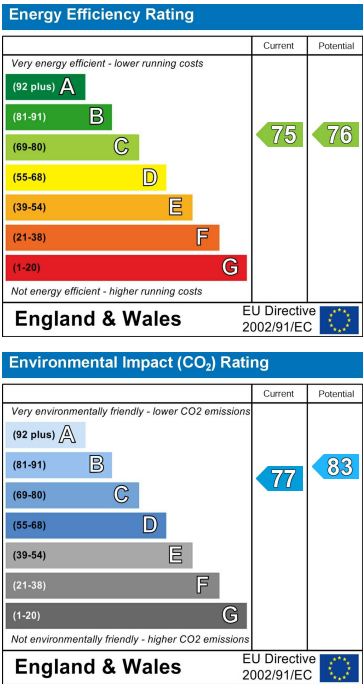 Energy Efficiency Rating
Current Potential
Very energy efficient - lower running costs
(92 plus) A
(81-91) B
(69-80) C
75 76
(55-68) D
(39-54) E
(21-38) F
(1-20) G
Not energy efficient - higher running costs
England & Wales
EU Directive
2002/91/EC
Environmental Impact (CO₂) Rating
Current Potential
Very environmentally friendly - lower CO2 emissions
(92 plus) A
(81-91) B
83
(69-80) C
77
(55-68) D
(39-54) E
(21-38) F
(1-20) G
Not environmentally friendly - higher CO2 emissions
England & Wales
EU Directive
2002/91/EC